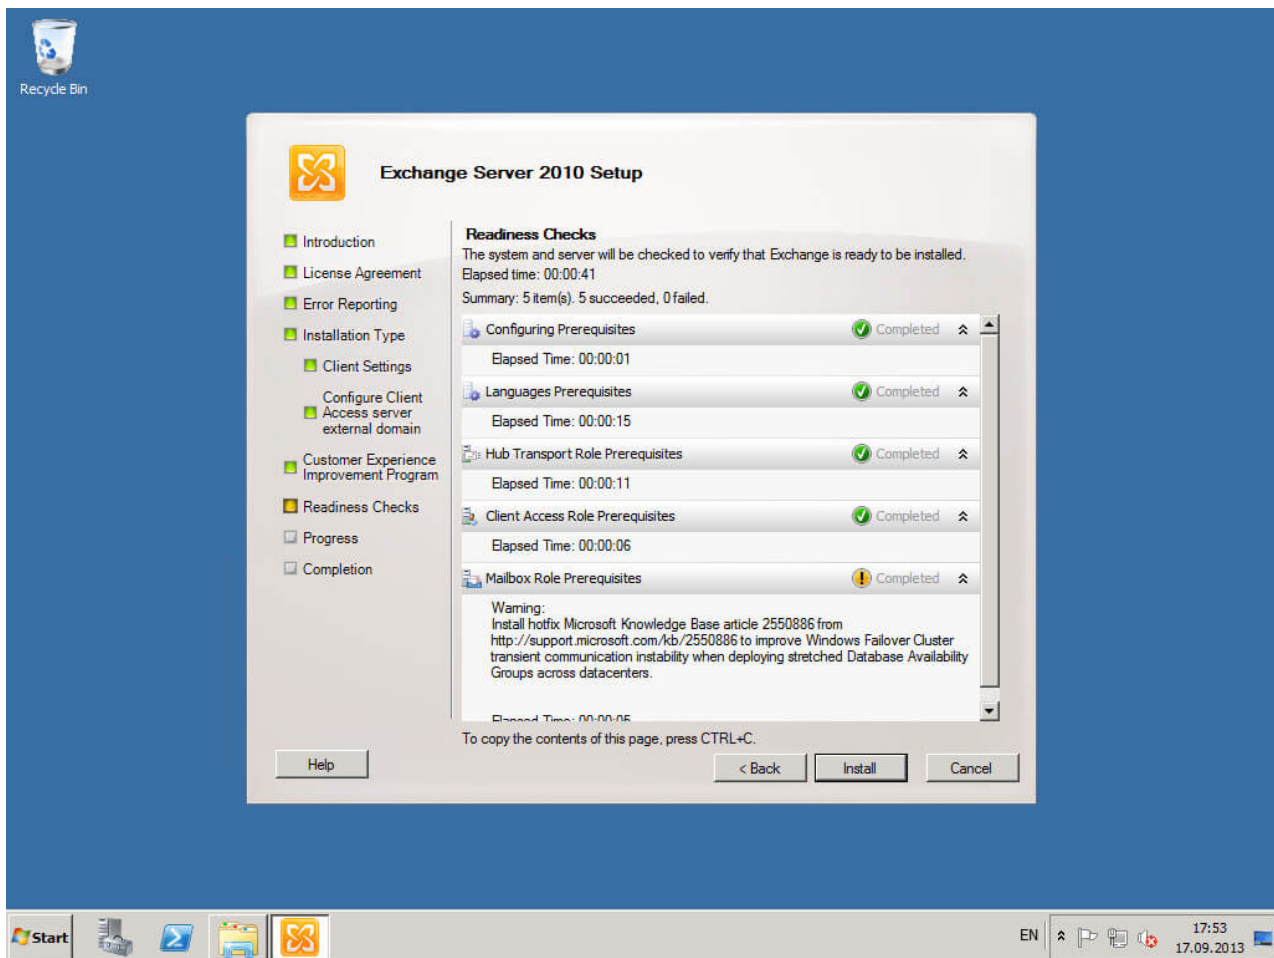 Recycle Bin
Exchange Server 2010 Setup
Introduction
License Agreement
Error Reporting
Installation Type
Client Settings
Configure Client
Access server
external domain
Customer Experience
Improvement Program
Readiness Checks
Progress
Completion
Readiness Checks
The system and server will be checked to verify that Exchange is ready to be installed.
Elapsed time: 00:00:41
Summary: 5 item(s). 5 succeeded, 0 failed.
Configuring Prerequisites Completed
Elapsed Time: 00:00:01
Languages Prerequisites Completed
Elapsed Time: 00:00:15
Hub Transport Role Prerequisites Completed
Elapsed Time: 00:00:11
Client Access Role Prerequisites Completed
Elapsed Time: 00:00:06
Mailbox Role Prerequisites Completed
Warning:
Install hotfix Microsoft Knowledge Base article 2550886 from
http://support.microsoft.com/kb/2550886 to improve Windows Failover Cluster
transient communication instability when deploying stretched Database Availability
Groups across datacenters.
Elapsed Time: 00:00:05
To copy the contents of this page, press CTRL+C.
Help
< Back
Install
Cancel
Start
EN
17:53
17.09.2013